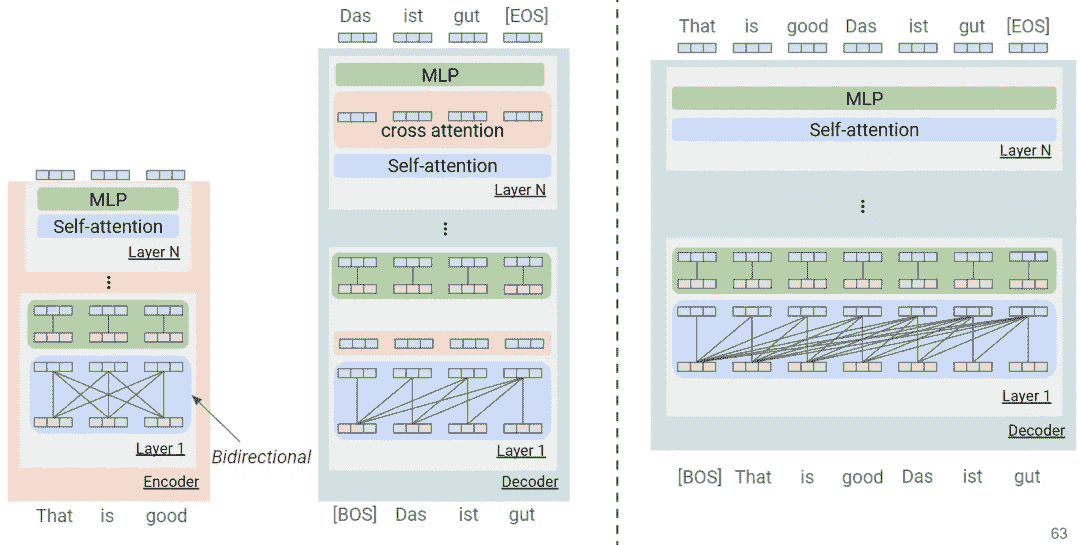 Das ist gut [EOS]
MLP
cross attention
Self-attention
Layer N
MLP
Self-attention
Layer N
Layer 1
Encoder
That is good
Bidirectional
Layer 1
Decoder
[BOS] Das ist gut
That is good Das ist gut [EOS]
MLP
Self-attention
Layer N
Layer 1
Decoder
[BOS] That is good Das ist gut
63